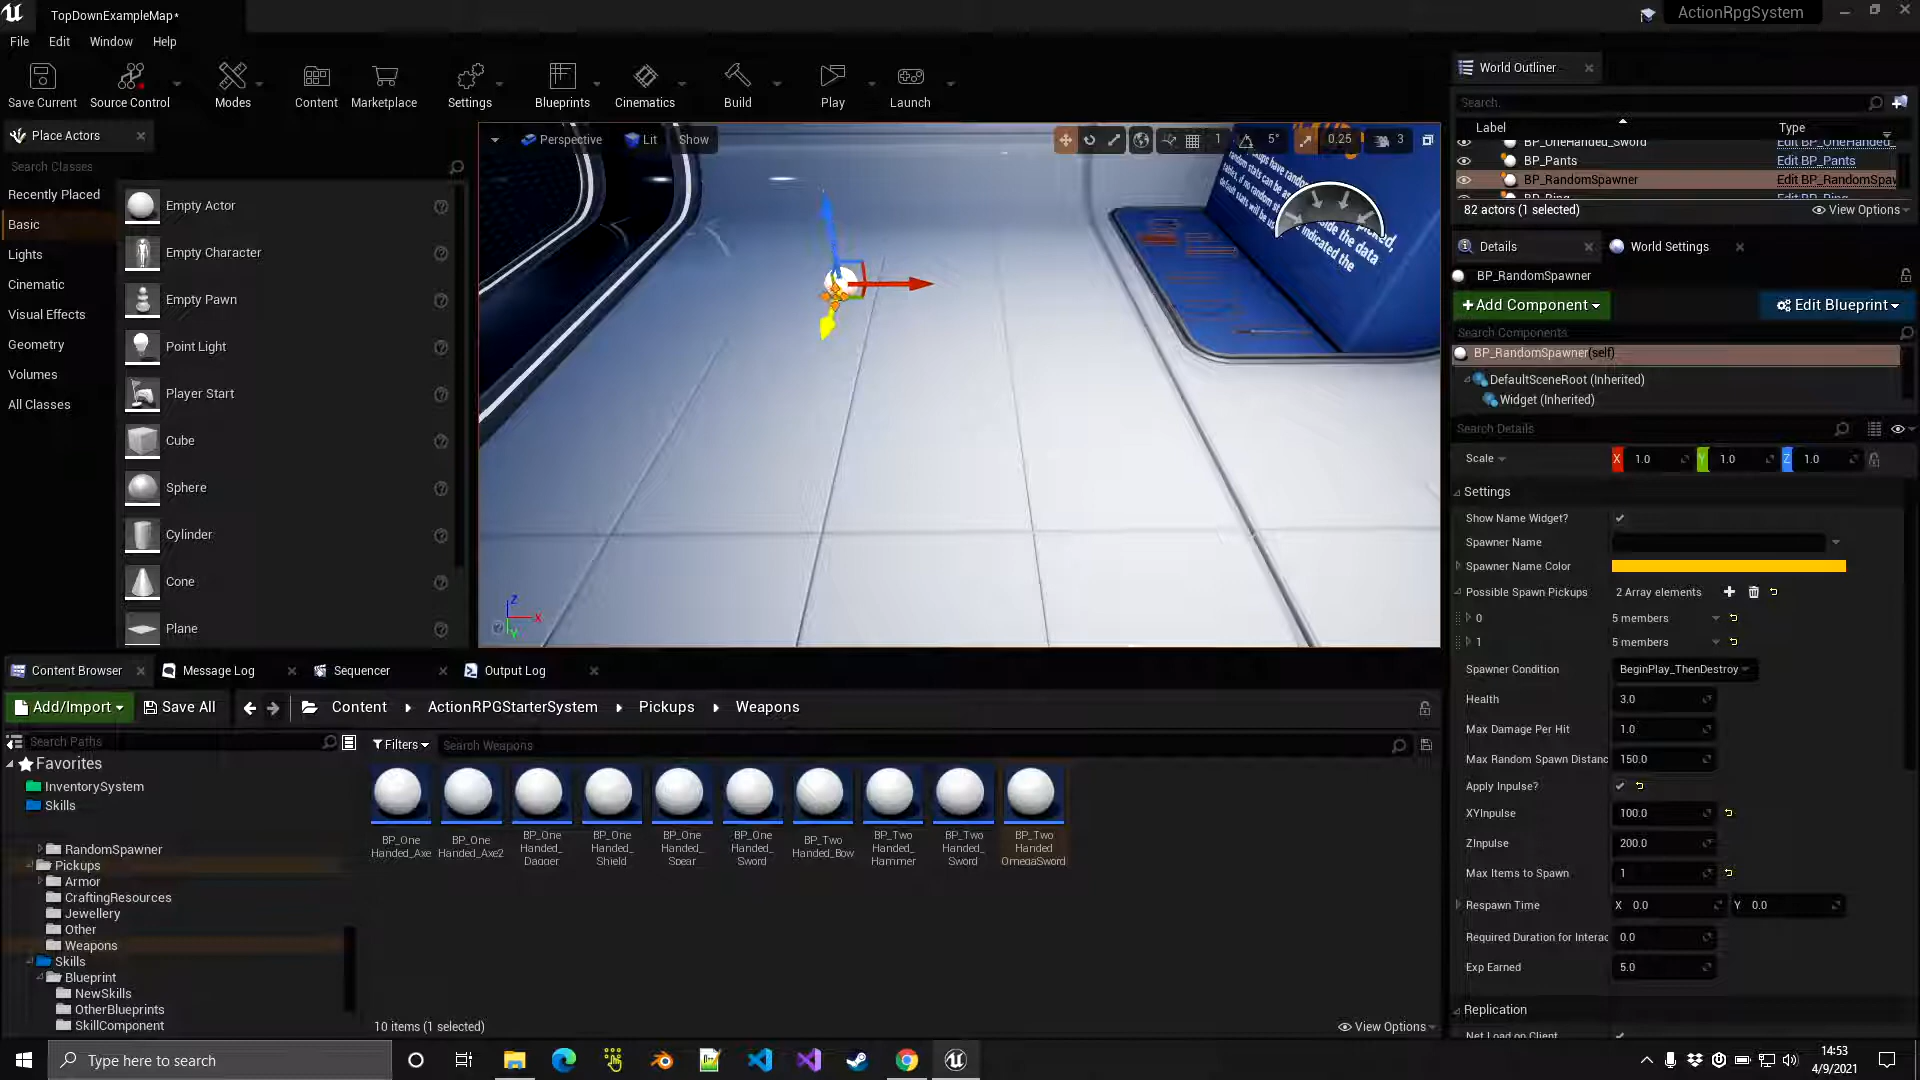 TopDownExampleMap*
ActionRpgSystem
File
Edit
Window
Help
Save Current
Source Control
Modes
Content
Marketplace
Settings
Blueprints
Cinematics
Build
Play
Launch
Place Actors
Search Classes
Recently Placed
Basic
Lights
Cinematic
Visual Effects
Geometry
Volumes
All Classes
Empty Actor
Empty Character
Empty Pawn
Point Light
Player Start
Cube
Sphere
Cylinder
Cone
Plane
Perspective
Lit
Show
1
5°
0.25
3
Z
X
Y
World Outliner
Search.
Label
Type
BP_OneHanded_Sword
Edit BP_OneHanded_
BP_Pants
Edit BP_Pants
BP_RandomSpawner
Edit BP_RandomSpaw
82 actors (1 selected)
View Options
Details
World Settings
BP_RandomSpawner
+Add Component
Edit Blueprint
Search Components
BP_RandomSpawner(self)
DefaultSceneRoot (Inherited)
Widget (Inherited)
Search Details
Scale
X 1.0 Y 1.0 Z 1.0
Settings
Show Name Widget?
Spawner Name
Spawner Name Color
Possible Spawn Pickups
2 Array elements
0
5 members
1
5 members
Spawner Condition
BeginPlay_ThenDestroy
Health
3.0
Max Damage Per Hit
1.0
Max Random Spawn Distanc
150.0
Apply Inpulse?
XYInpulse
100.0
ZInpulse
200.0
Max Items to Spawn
1
Respawn Time
X 0.0 Y 0.0
Required Duration for Interac
0.0
Exp Earned
5.0
Replication
Net Load on Client
Content Browser
Message Log
Sequencer
Output Log
Add/Import
Save All
Content
ActionRPGStarterSystem
Pickups
Weapons
Search Paths
Filters
Search Weapons
Favorites
InventorySystem
Skills
RandomSpawner
Pickups
Armor
CraftingResources
Jewellery
Other
Weapons
Skills
Blueprint
NewSkills
OtherBlueprints
SkillComponent
BP_One
Handed_Axe
BP_One
Handed_Axe2
BP_One
Handed_
Dagger
BP_One
Handed_
Shield
BP_One
Handed_
Spear
BP_One
Handed_
Sword
BP_Two
Handed_Bow
BP_Two
Handed_
Hammer
BP_Two
Handed_
Sword
BP_Two
Handed
OmegaSword
10 items (1 selected)
View Options
Type here to search
14:53
4/9/2021